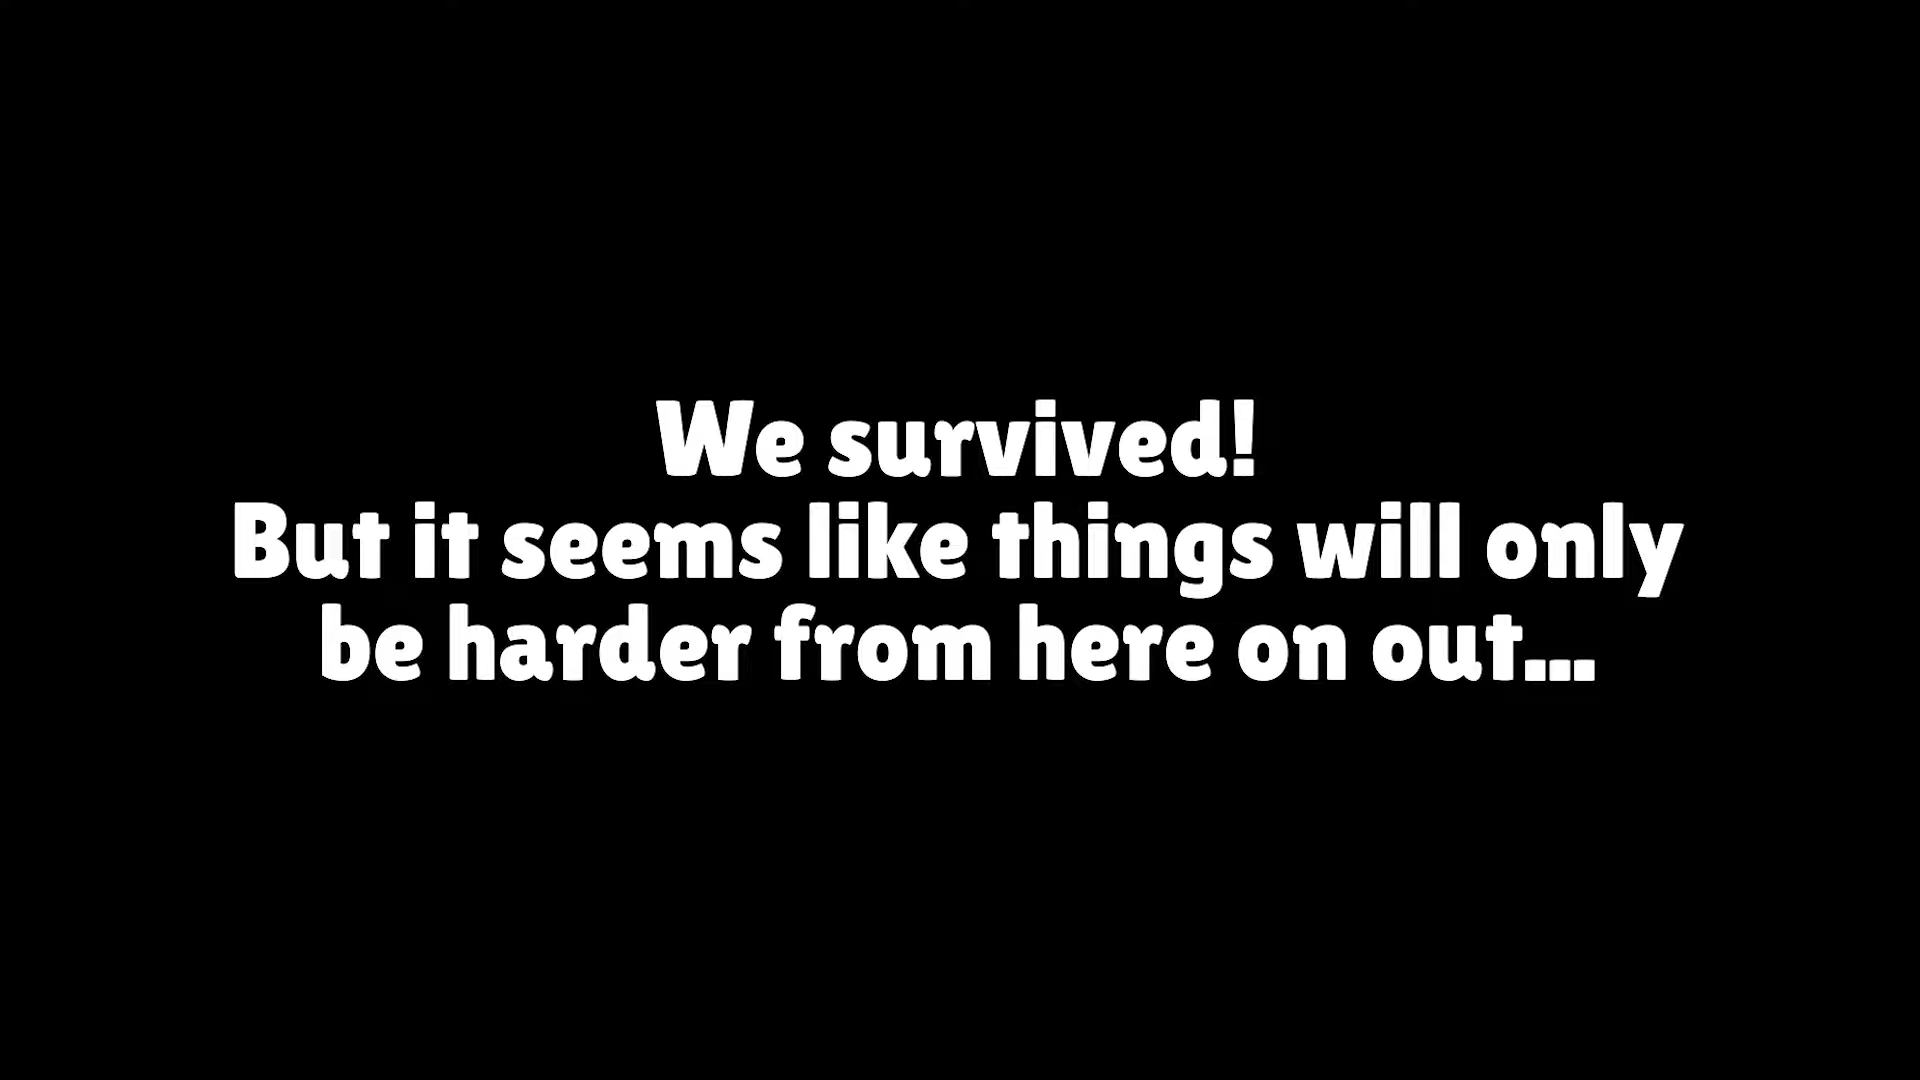 We survived!
But it seems like things will only
be harder from here on out...